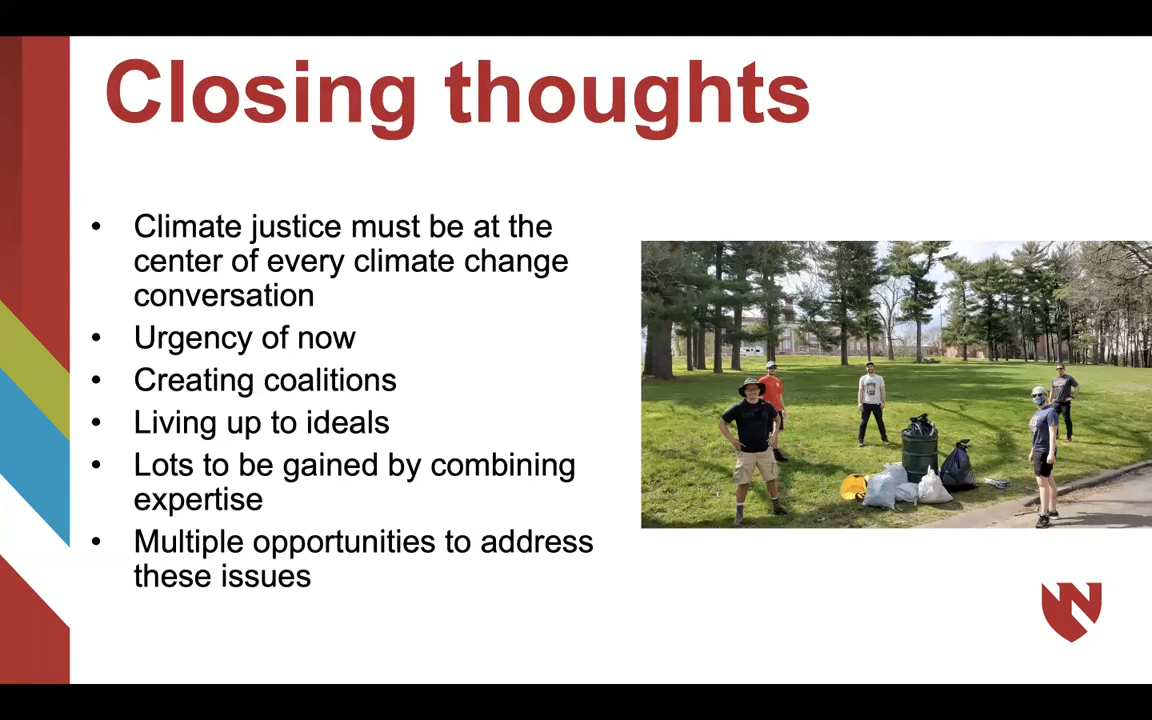 Closing thoughts
• Climate justice must be at the
center of every climate change
conversation
• Urgency of now
• Creating coalitions
• Living up to ideals
• Lots to be gained by combining
expertise
• Multiple opportunities to address
these issues
N